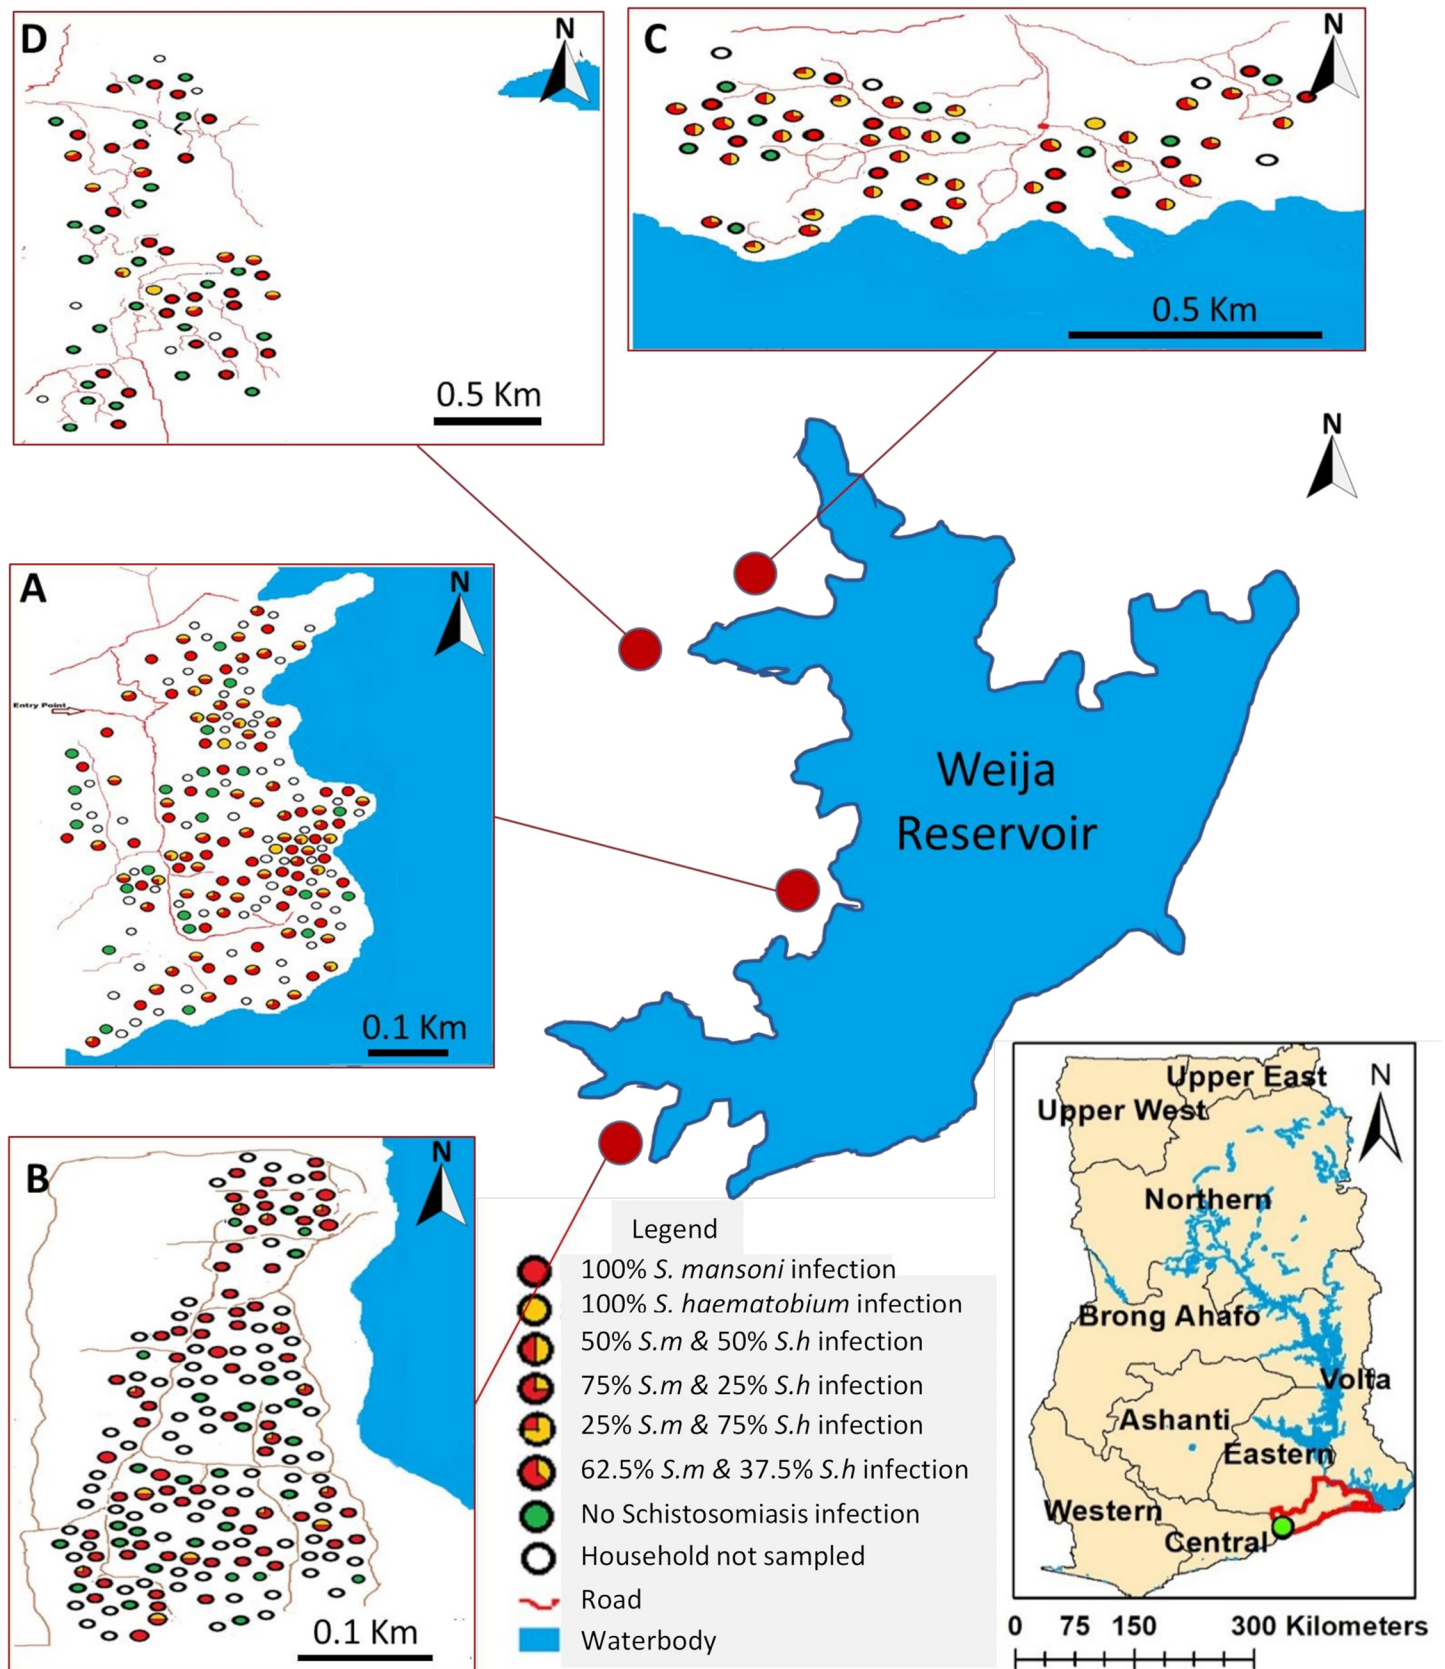 D
N
0.5 Km
C
N
0.5 Km
N
A
N
Entry Point
0.1 Km
Weija
Reservoir
B
N
0.1 Km
Legend
100% S. mansoni infection
100% S. haematobium infection
50% S.m & 50% S.h infection
75% S.m & 25% S.h infection
25% S.m & 75% S.h infection
62.5% S.m & 37.5% S.h infection
No Schistosomiasis infection
Household not sampled
Road
Waterbody
Upper East
N
Upper West
Northern
Brong Ahafo
Volta
Ashanti
Eastern
Western
Central
0 75 150 300 Kilometers